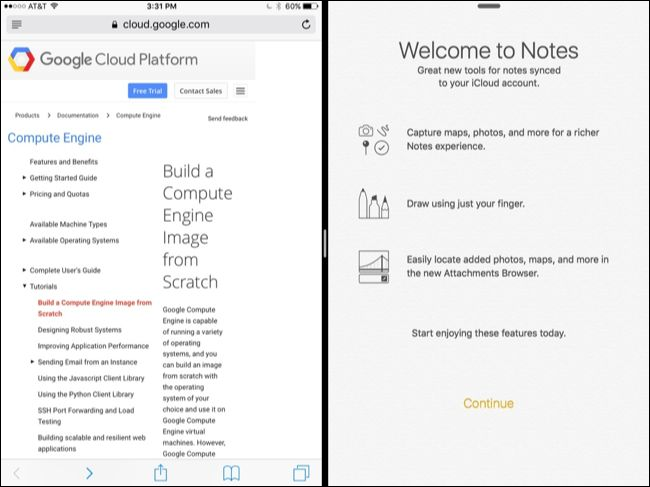 AT&T 3:31 PM 60%
cloud.google.com
Google Cloud Platform
Free Trial Contact Sales
Products > Documentation > Compute Engine Send feedback
Compute Engine
Features and Benefits
Getting Started Guide
Pricing and Quotas
Available Machine Types
Available Operating Systems
Complete User's Guide
Tutorials
Build a Compute Engine Image from
Scratch
Designing Robust Systems
Improving Application Performance
Sending Email from an Instance
Using the Javascript Client Library
Using the Python Client Library
SSH Port Forwarding and Load
Testing
Building scalable and resilient web
applications
Build a
Compute
Engine
Image
from
Scratch
Google Compute
Engine is capable
of running a variety
of operating
systems, and you
can build an image
from scratch with
the operating
system of your
choice and use it on
Google Compute
Engine virtual
machines. However,
Google Compute
Welcome to Notes
Great new tools for notes synced
to your iCloud account.
Capture maps, photos, and more for a richer
Notes experience.
Draw using just your finger.
Easily locate added photos, maps, and more in
the new Attachments Browser.
Start enjoying these features today.
Continue